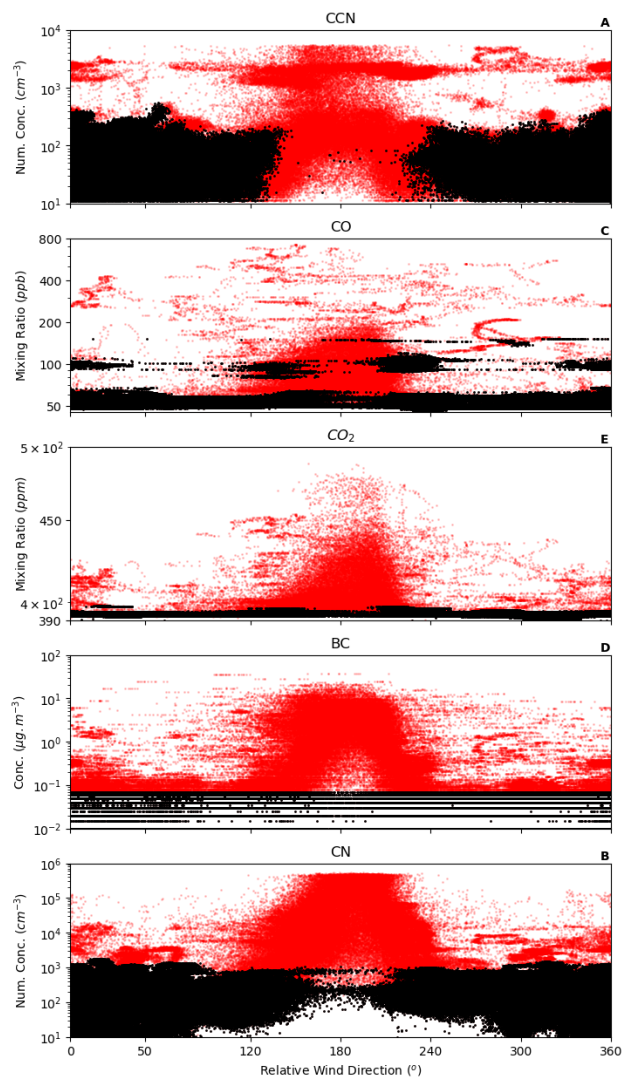 CCN
A
10^4
10^3
10^2
10^1
Num. Conc. (cm^{-3})
CO
C
800
400
200
100
50
Mixing Ratio (ppb)
CO_2
E
5 × 10^2
450
4 × 10^2
390
Mixing Ratio (ppm)
BC
D
10^2
10^1
10^0
10^{-1}
10^{-2}
Conc. (μg.m^{-3})
CN
B
10^6
10^5
10^4
10^3
10^2
10^1
Num. Conc. (cm^{-3})
0 50 120 180 240 300 360
Relative Wind Direction (^o)